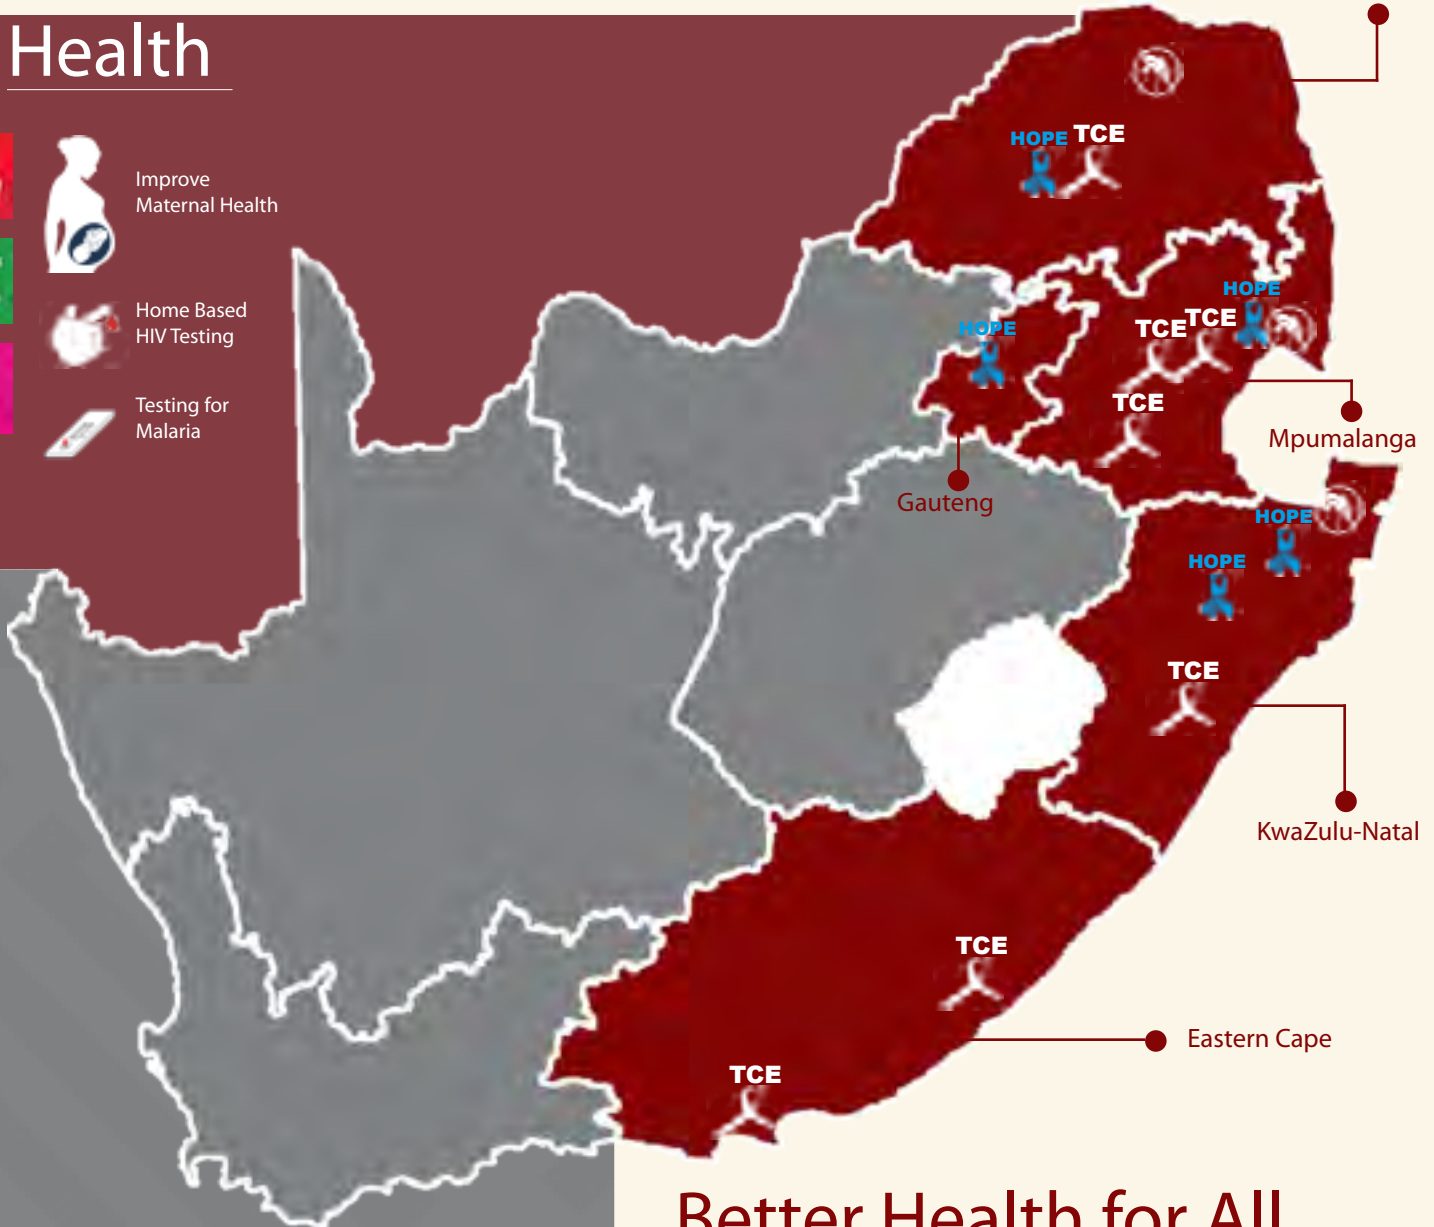 Health
Improve
Maternal Health
Home Based
HIV Testing
Testing for
Malaria
HOPE TCE
HOPE
HOPE
TCE TCE
TCE
Mpumalanga
Gauteng
HOPE
HOPE
TCE
KwaZulu-Natal
TCE
Eastern Cape
TCE
Better Health for All